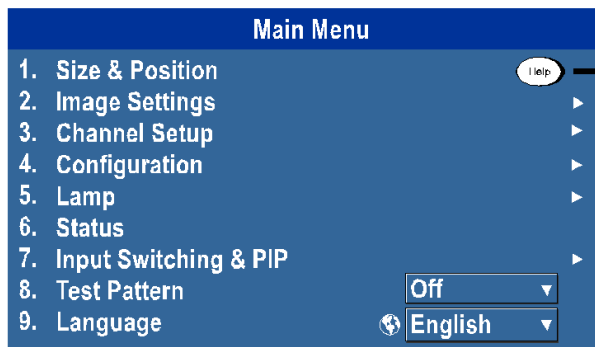 Main Menu
1. Size & Position Help
2. Image Settings
3. Channel Setup
4. Configuration
5. Lamp
6. Status
7. Input Switching & PIP
8. Test Pattern Off
9. Language English